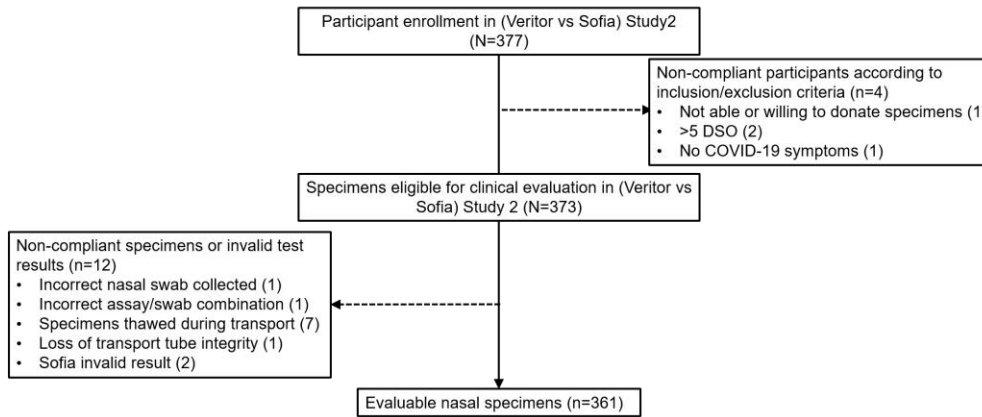 Participant enrollment in (Veritor vs Sofia) Study2
(N=377)
Non-compliant participants according to
inclusion/exclusion criteria (n=4)
• Not able or willing to donate specimens (1
• >5 DSO (2)
• No COVID-19 symptoms (1)
Specimens eligible for clinical evaluation in (Veritor vs
Sofia) Study 2 (N=373)
Non-compliant specimens or invalid test
results (n=12)
• Incorrect nasal swab collected (1)
• Incorrect assay/swab combination (1)
• Specimens thawed during transport (7)
• Loss of transport tube integrity (1)
• Sofia invalid result (2)
Evaluable nasal specimens (n=361)